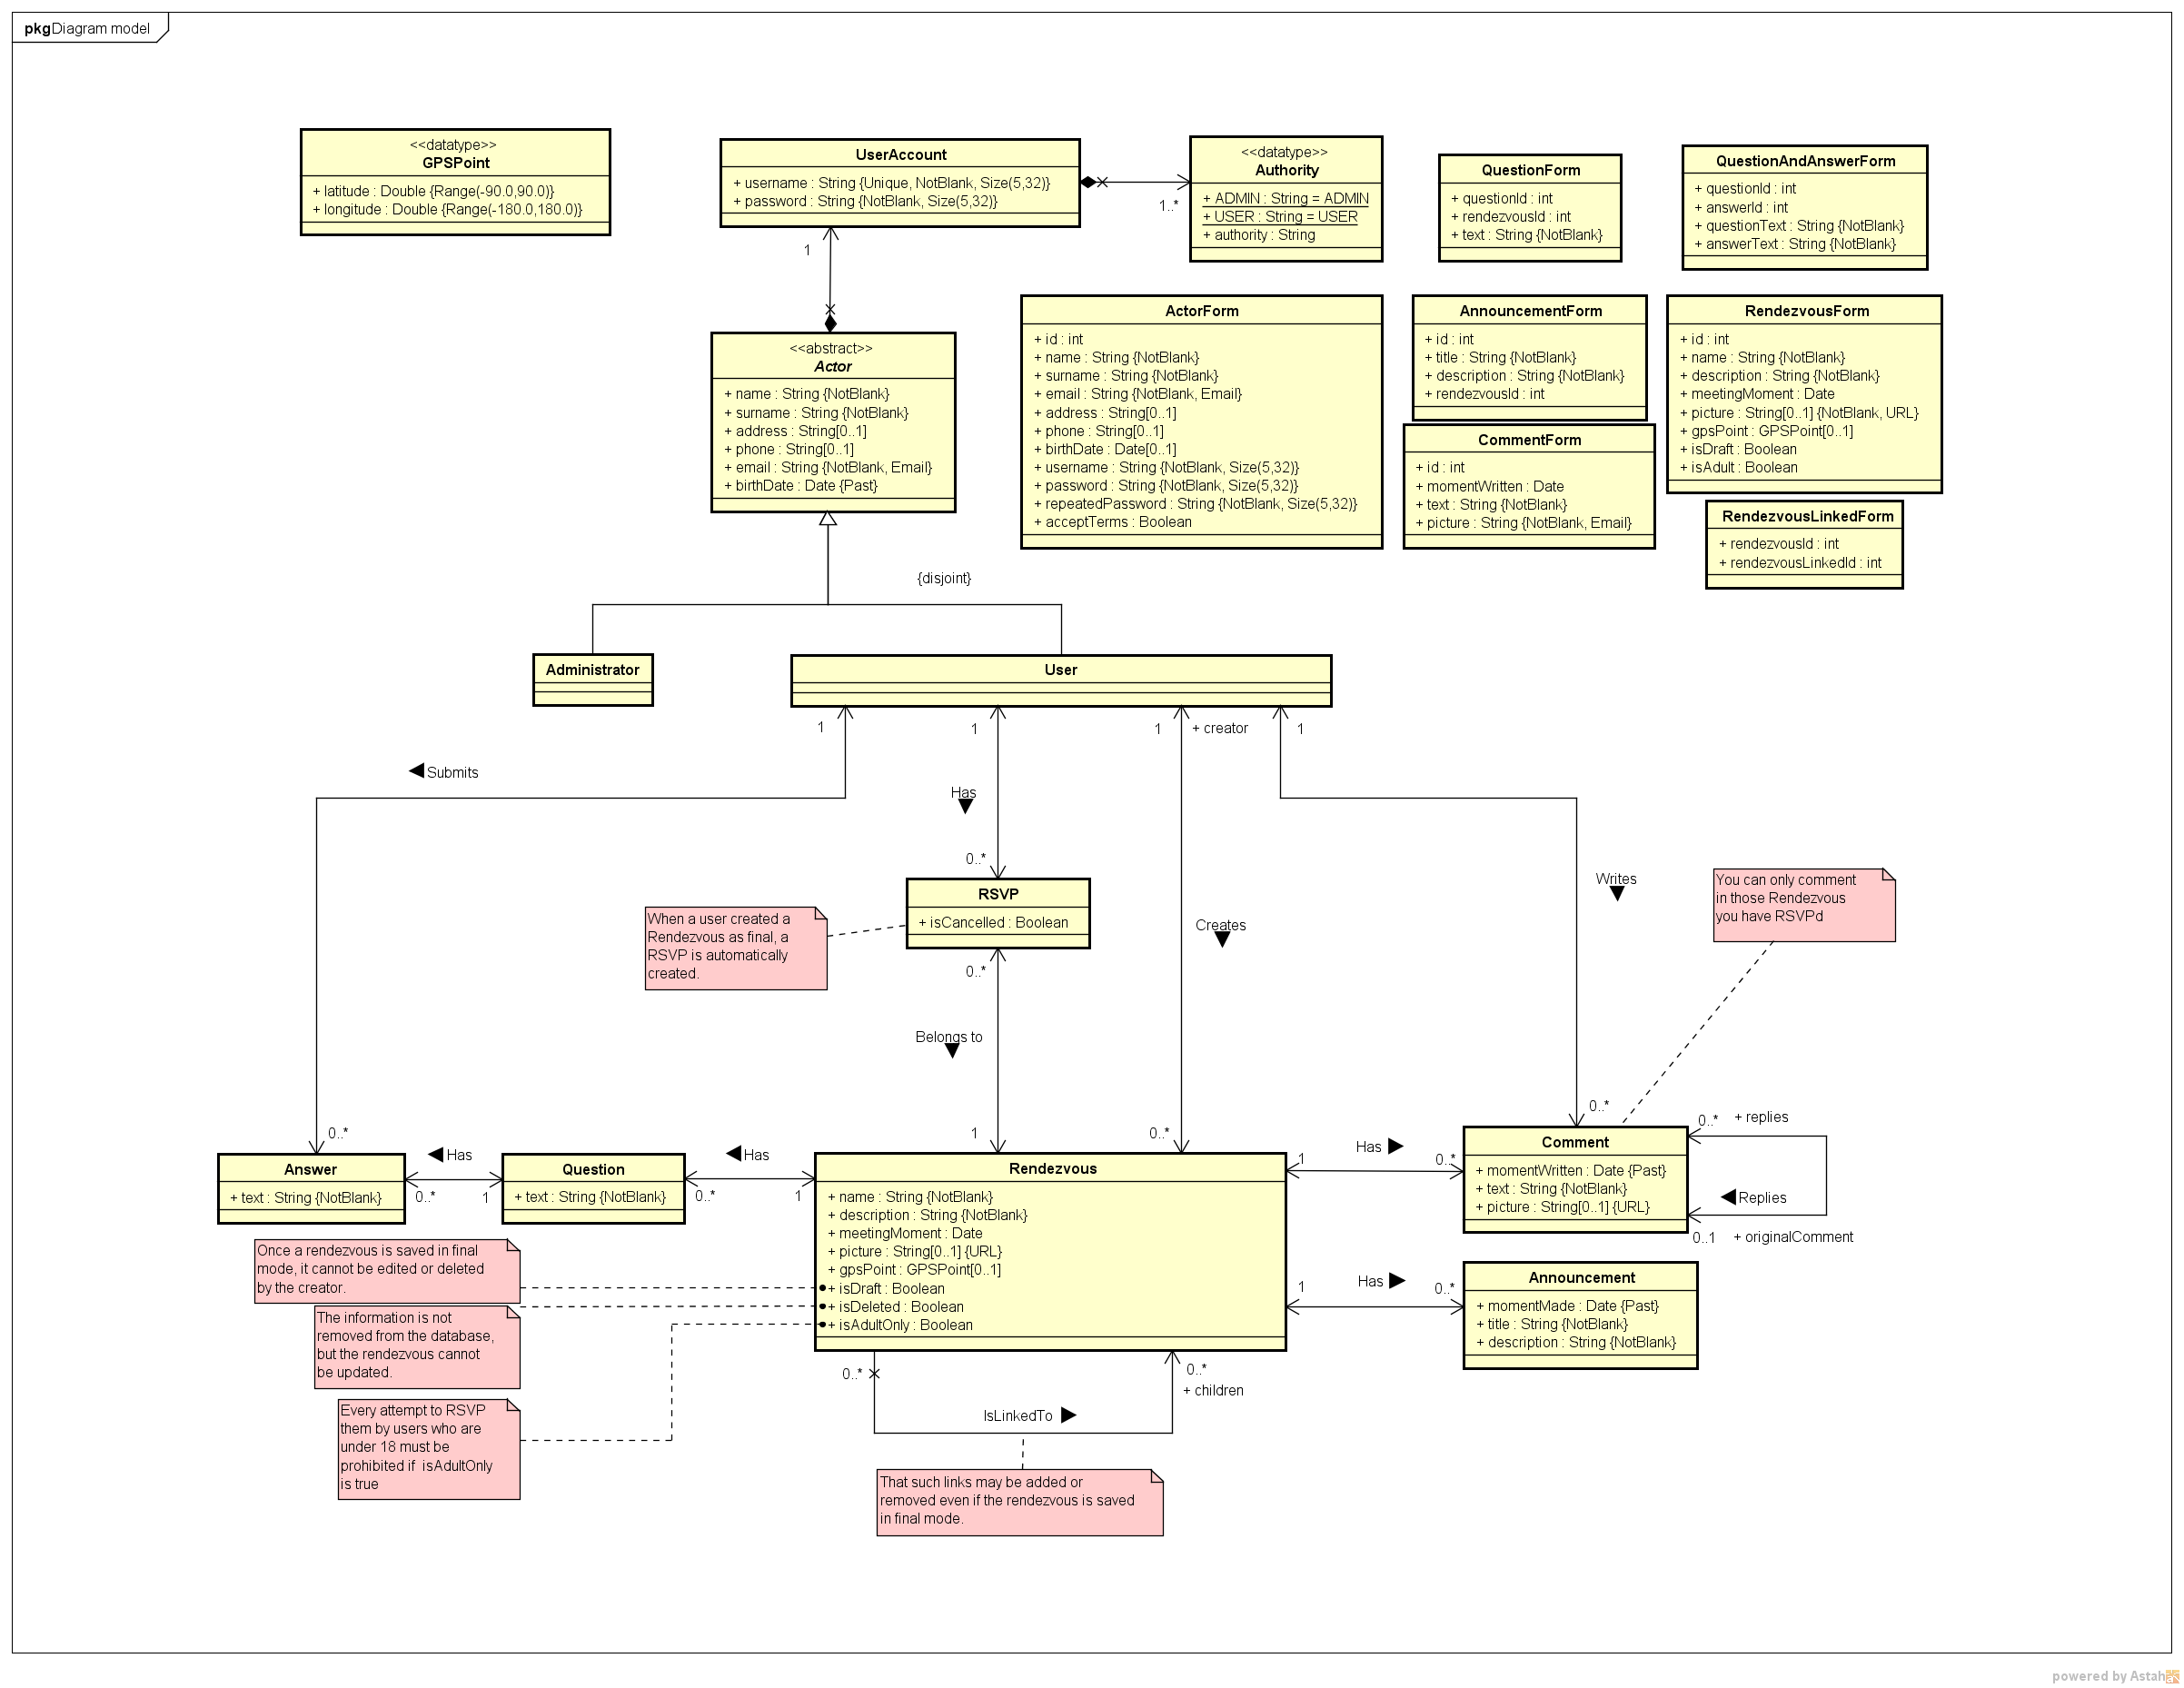 pkg Diagram model
<<datatype>>
GPSPoint
+ latitude : Double {Range(-90.0,90.0)}
+ longitude : Double {Range(-180.0,180.0)}
UserAccount
+ username : String {Unique, NotBlank, Size(5,32)}
+ password : String {NotBlank, Size(5,32)}
1..*
<<datatype>>
Authority
+ ADMIN : String = ADMIN
+ USER : String = USER
+ authority : String
QuestionForm
+ questionId : int
+ rendezvousId : int
+ text : String {NotBlank}
QuestionAndAnswerForm
+ questionId : int
+ answerId : int
+ questionText : String {NotBlank}
+ answerText : String {NotBlank}
1
<<abstract>>
Actor
+ name : String {NotBlank}
+ surname : String {NotBlank}
+ address : String[0..1]
+ phone : String[0..1]
+ email : String {NotBlank, Email}
+ birthDate : Date {Past}
ActorForm
+ id : int
+ name : String {NotBlank}
+ surname : String {NotBlank}
+ email : String {NotBlank, Email}
+ address : String[0..1]
+ phone : String[0..1]
+ birthDate : Date[0..1]
+ username : String {NotBlank, Size(5,32)}
+ password : String {NotBlank, Size(5,32)}
+ repeatedPassword : String {NotBlank, Size(5,32)}
+ acceptTerms : Boolean
AnnouncementForm
+ id : int
+ title : String {NotBlank}
+ description : String {NotBlank}
+ rendezvousId : int
CommentForm
+ id : int
+ momentWritten : Date
+ text : String {NotBlank}
+ picture : String {NotBlank, Email}
RendezvousForm
+ id : int
+ name : String {NotBlank}
+ description : String {NotBlank}
+ meetingMoment : Date
+ picture : String[0..1] {NotBlank, URL}
+ gpsPoint : GPSPoint[0..1]
+ isDraft : Boolean
+ isAdult : Boolean
RendezvousLinkedForm
+ rendezvousId : int
+ rendezvousLinkedId : int
{disjoint}
Administrator
User
1
1
1
+ creator
1
Submits
Has
0..*
RSVP
+ isCancelled : Boolean
0..*
When a user created a
Rendezvous as final, a
RSVP is automatically
created.
Creates
Writes
You can only comment
in those Rendezvous
you have RSVPd
Belongs to
0..*
1
0..*
0..*
Answer
+ text : String {NotBlank}
Has
0..*
1
Question
+ text : String {NotBlank}
Has
0..*
1
Rendezvous
+ name : String {NotBlank}
+ description : String {NotBlank}
+ meetingMoment : Date
+ picture : String[0..1] {URL}
+ gpsPoint : GPSPoint[0..1]
+ isDraft : Boolean
+ isDeleted : Boolean
+ isAdultOnly : Boolean
1
Has
0..*
Comment
+ momentWritten : Date {Past}
+ text : String {NotBlank}
+ picture : String[0..1] {URL}
0..*
+ replies
Replies
0..1
+ originalComment
1
Has
0..*
Announcement
+ momentMade : Date {Past}
+ title : String {NotBlank}
+ description : String {NotBlank}
Once a rendezvous is saved in final
mode, it cannot be edited or deleted
by the creator.
The information is not
removed from the database,
but the rendezvous cannot
be updated.
Every attempt to RSVP
them by users who are
under 18 must be
prohibited if isAdultOnly
is true
0..*
0..*
+ children
IsLinkedTo
That such links may be added or
removed even if the rendezvous is saved
in final mode.
powered by Astah